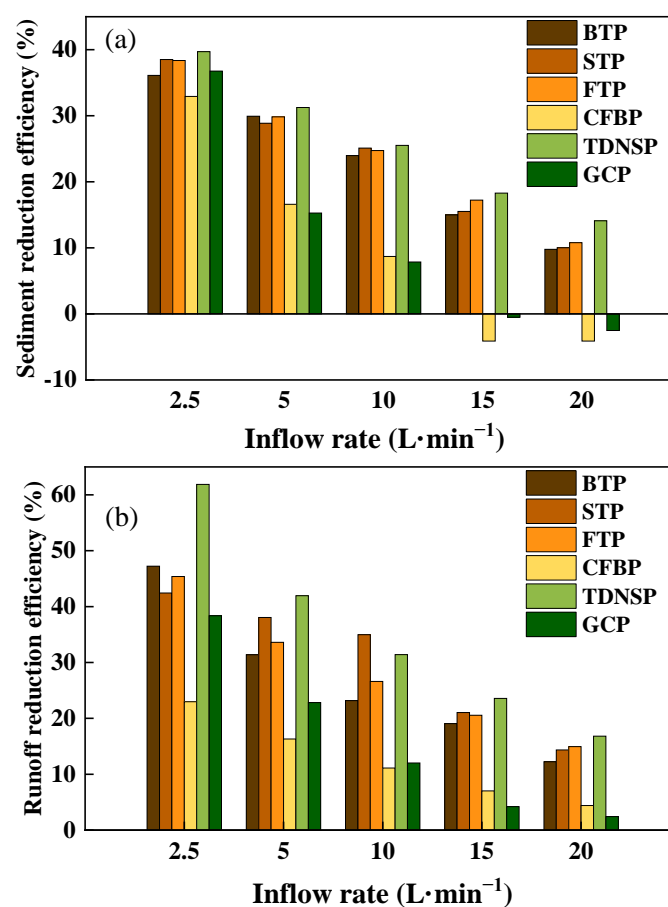 (a)
Sediment reduction efficiency (%)
40
30
20
10
0
-10
BTP
STP
FTP
CFBP
TDNSP
GCP
2.5 5 10 15 20
Inflow rate (L·min⁻¹)
(b)
Runoff reduction efficiency (%)
60
50
40
30
20
10
0
BTP
STP
FTP
CFBP
TDNSP
GCP
2.5 5 10 15 20
Inflow rate (L·min⁻¹)